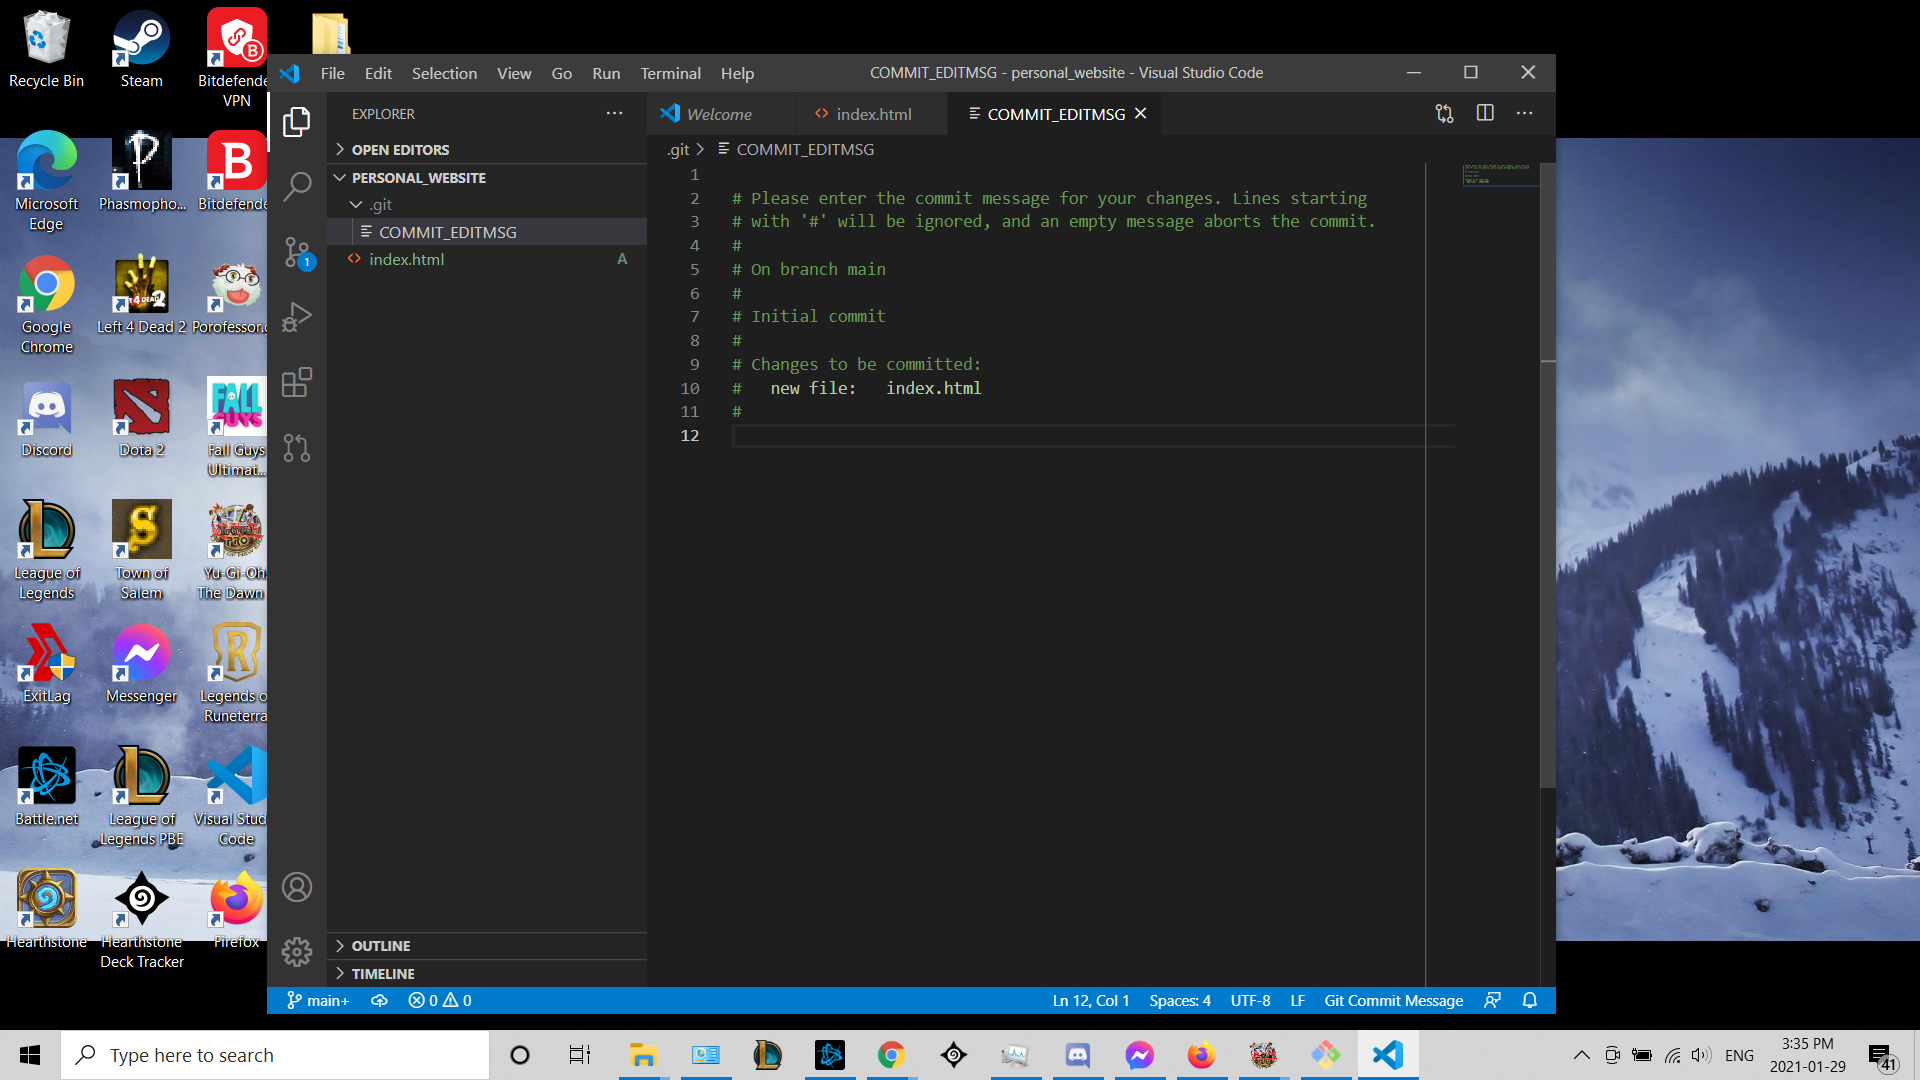 Recycle Bin
Steam
Bitdefende
VPN
Microsoft
Edge
Phasmopho...
Bitdefende
Google
Chrome
Left 4 Dead 2
Porofessor.g
Discord
Dota 2
FALL
GUYS
Fall Guys
Ultimat...
League of
Legends
Town of
Salem
Yu-Gi-Oh
The Dawn
ExitLag
Messenger
Legends o
Runeterra
Battle.net
League of
Legends PBE
Visual Stud
Code
Hearthstone
Hearthstone
Deck Tracker
Firefox
File Edit Selection View Go Run Terminal Help
COMMIT_EDITMSG - personal_website - Visual Studio Code
EXPLORER
OPEN EDITORS
PERSONAL_WEBSITE
.git
COMMIT_EDITMSG
index.html A
1
OUTLINE
TIMELINE
Welcome index.html COMMIT_EDITMSG
.git > COMMIT_EDITMSG
1
2 # Please enter the commit message for your changes. Lines starting
3 # with '#' will be ignored, and an empty message aborts the commit.
4 #
5 # On branch main
6 #
7 # Initial commit
8 #
9 # Changes to be committed:
10 # new file: index.html
11 #
12
main+ 0 0
Ln 12, Col 1 Spaces: 4 UTF-8 LF Git Commit Message
Type here to search
ENG
3:35 PM
2021-01-29
41